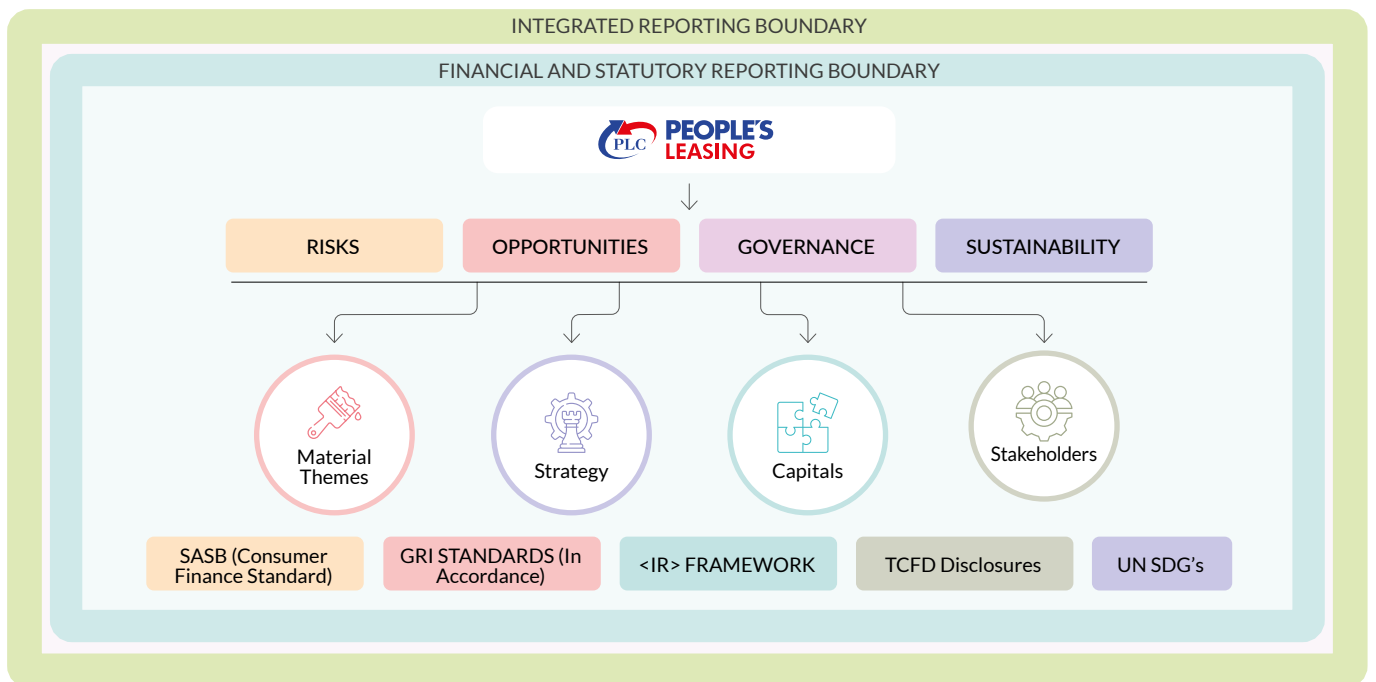 INTEGRATED REPORTING BOUNDARY
FINANCIAL AND STATUTORY REPORTING BOUNDARY
PLC
PEOPLE'S
LEASING
RISKS
OPPORTUNITIES
GOVERNANCE
SUSTAINABILITY
Material
Themes
Strategy
Capitals
Stakeholders
SASB (Consumer
Finance Standard)
GRI STANDARDS (In
Accordance)
<IR> FRAMEWORK
TCFD Disclosures
UN SDG's